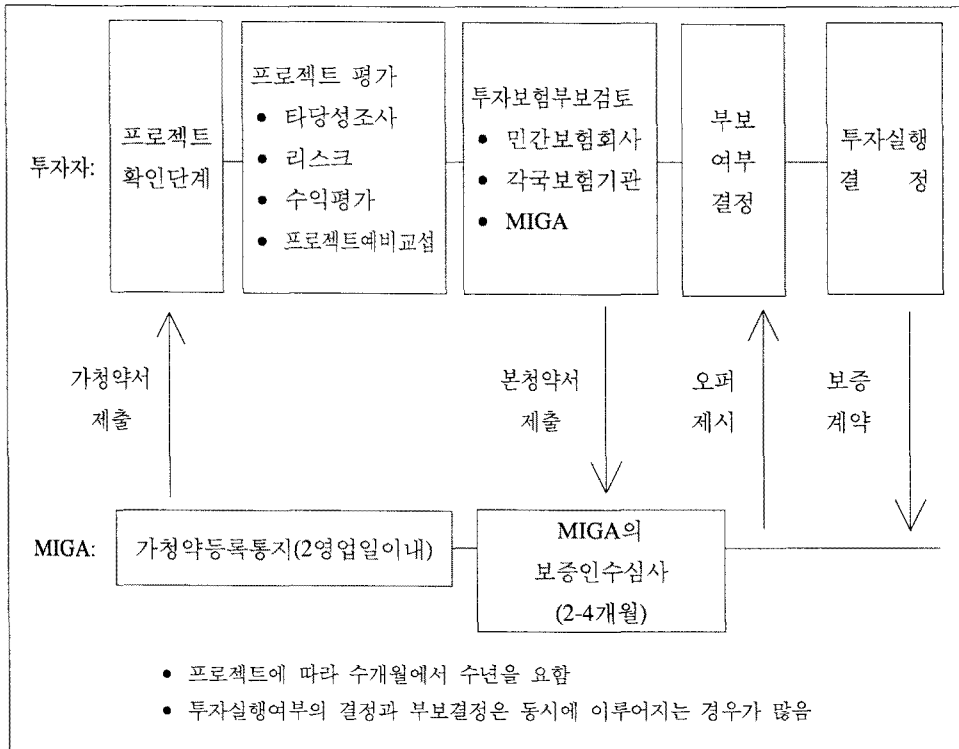 투자자:
프로젝트
확인단계
프로젝트 평가
• 타당성조사
• 리스크
• 수익평가
• 프로젝트예비교섭
투자보험부보검토
• 민간보험회사
• 각국보험기관
• MIGA
부보
여부
결정
투자실행
결 정
가청약서
제출
본청약서
제출
오퍼
제시
보증
계약
MIGA:
가청약등록통지(2영업일이내)
MIGA의
보증인수심사
(2-4개월)
• 프로젝트에 따라 수개월에서 수년을 요함
• 투자실행여부의 결정과 부보결정은 동시에 이루어지는 경우가 많음